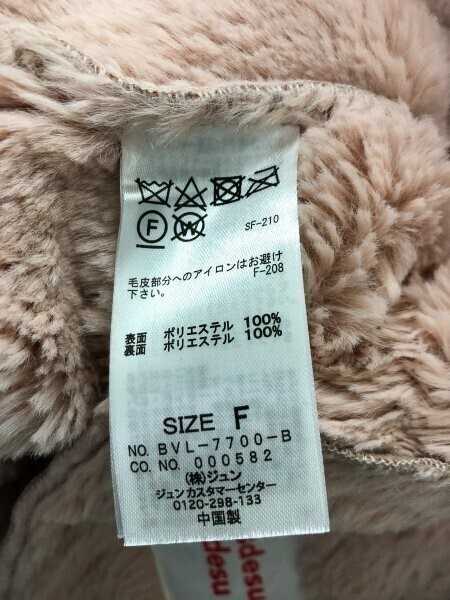 F W SF-210
毛皮部分へのアイロンはお避け
下さい。 F-208
表面 ポリエステル 100%
裏面 ポリエステル 100%
SIZE F
NO. BVL-7700-B
CO. NO. 000582
(株)ジュン
ジュンカスタマーセンター
0120-298-133
中国製